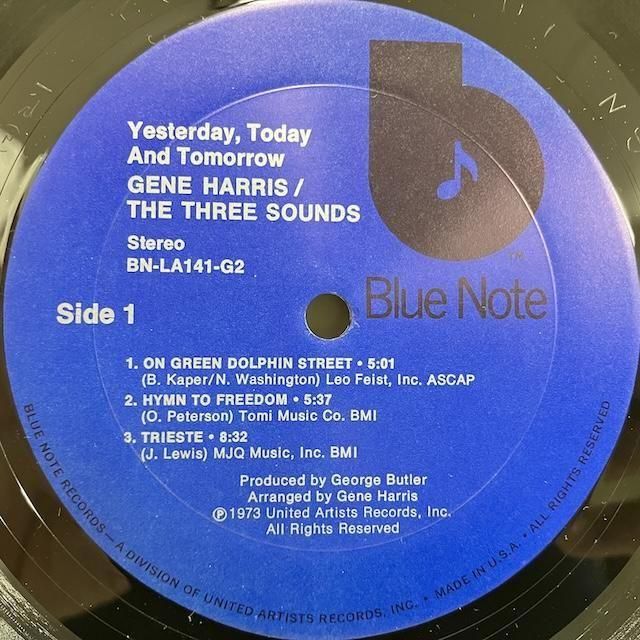 Yesterday, Today
And Tomorrow
GENE HARRIS /
THE THREE SOUNDS
Stereo
BN-LA141-G2
Side 1
TM
Blue Note
1. ON GREEN DOLPHIN STREET • 5:01
(B. Kaper/N. Washington) Leo Feist, Inc. ASCAP
2. HYMN TO FREEDOM • 5:37
(O. Peterson) Tomi Music Co. BMI
3. TRIESTE • 8:32
(J. Lewis) MJQ Music, Inc. BMI
Produced by George Butler
Arranged by Gene Harris
℗1973 United Artists Records, Inc.
All Rights Reserved
BLUE NOTE RECORDS — A DIVISION OF UNITED ARTISTS RECORDS, INC. • MADE IN U.S.A. • ALL RIGHTS RESERVED